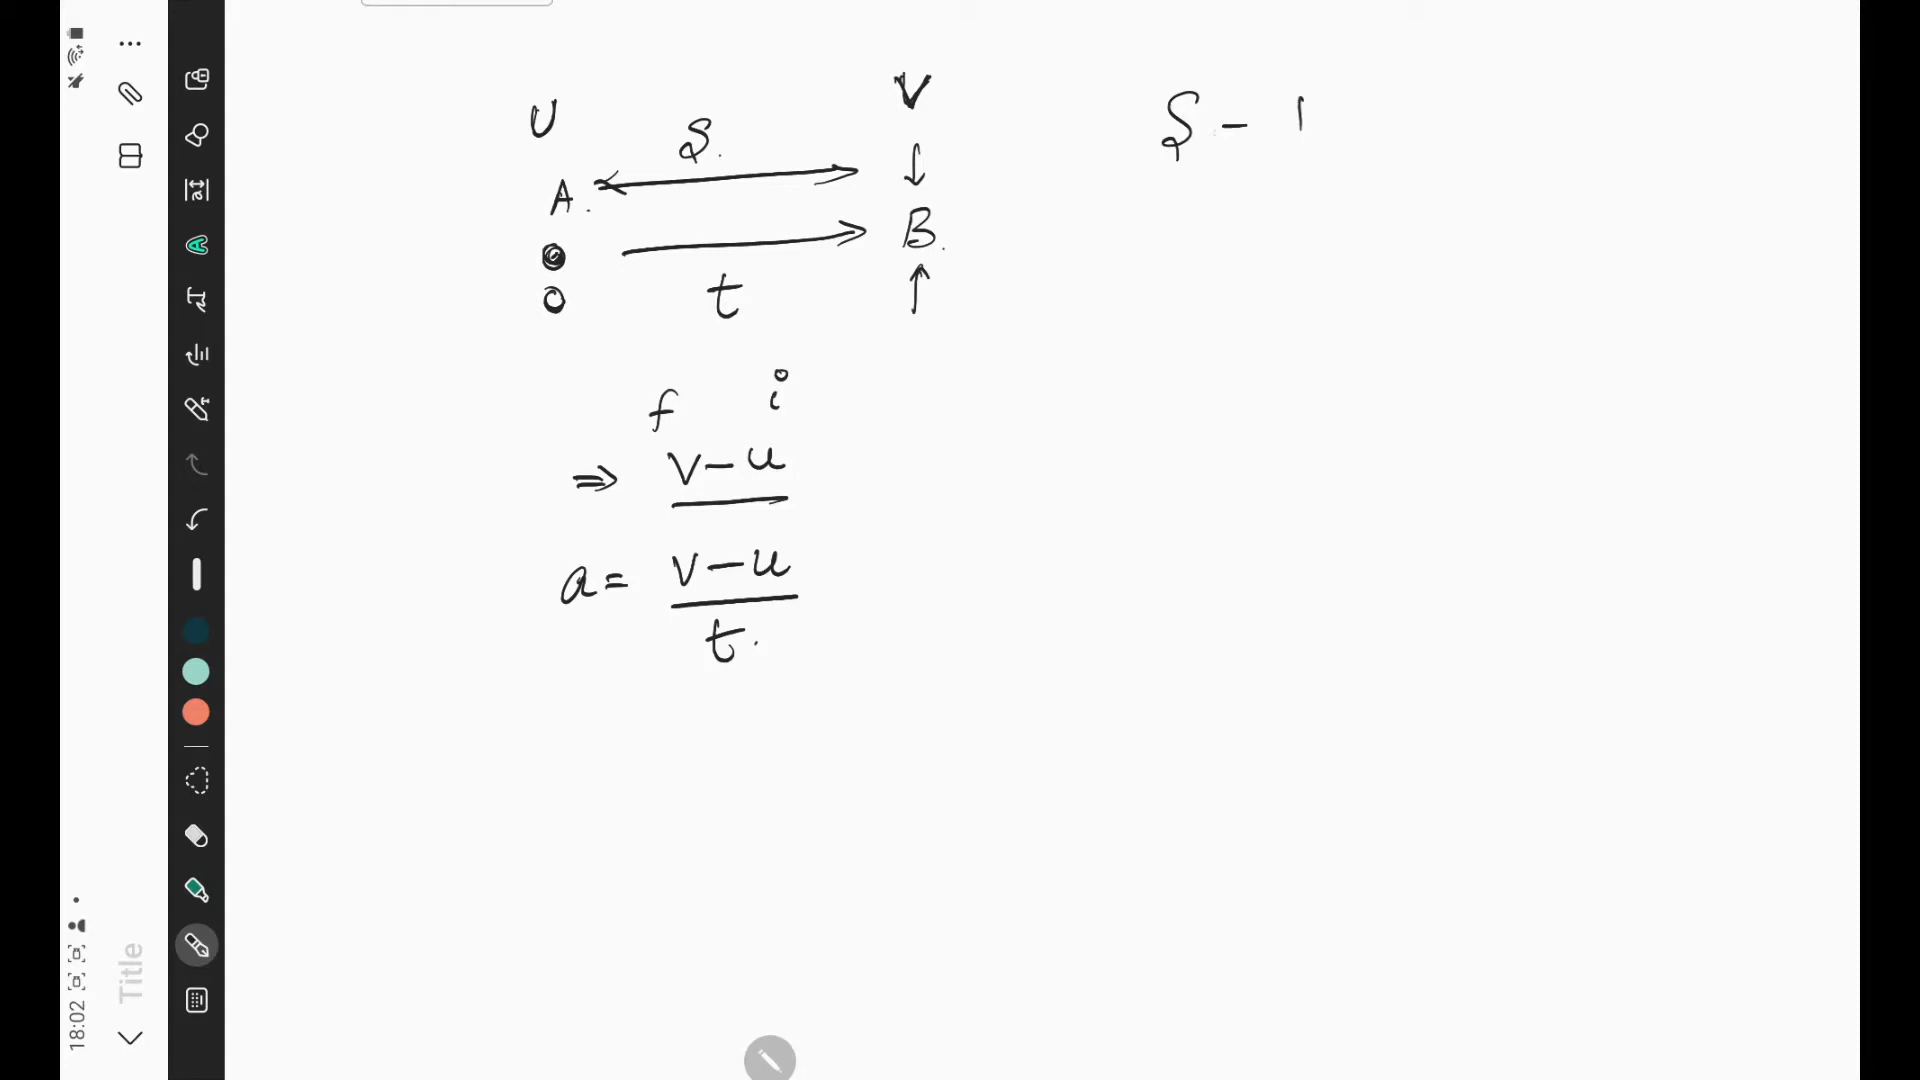 U
V
S.
A.
B.
t
f i
⇒ v-u
a = v-u
t.
S - 1
Title
18:02